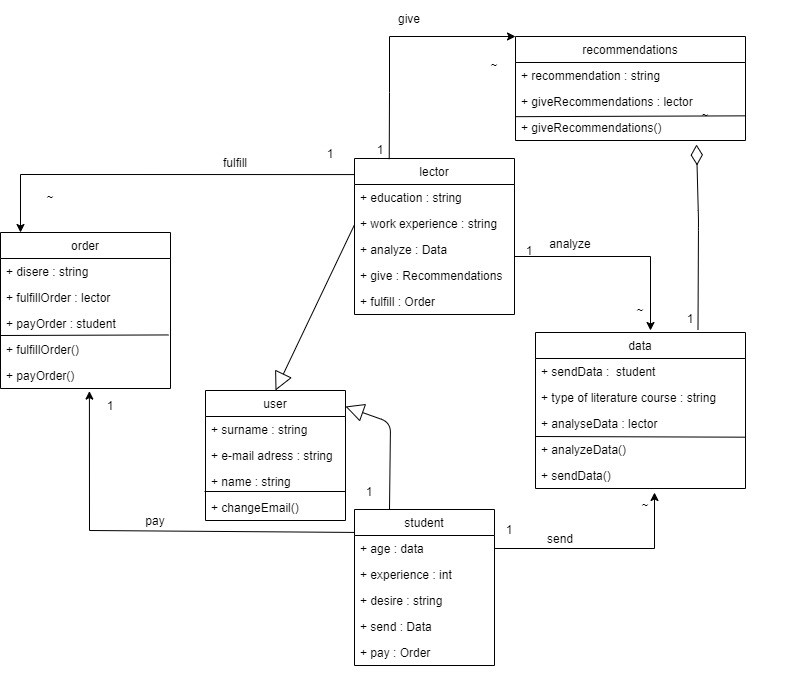 give
recommendations
~
+ recommendation : string
+ giveRecommendations : lector
~
+ giveRecommendations()
1
1
fulfill
lector
~
+ education : string
+ work experience : string
+ analyze : Data
+ give : Recommendations
+ fulfill : Order
order
+ disere : string
+ fulfillOrder : lector
+ payOrder : student
+ fulfillOrder()
+ payOrder()
1
analyze
~
1
data
+ sendData : student
+ type of literature course : string
+ analyseData : lector
+ analyzeData()
+ sendData()
1
user
+ surname : string
+ e-mail adress : string
+ name : string
+ changeEmail()
1
~
pay
student
1
send
+ age : data
+ experience : int
+ desire : string
+ send : Data
+ pay : Order